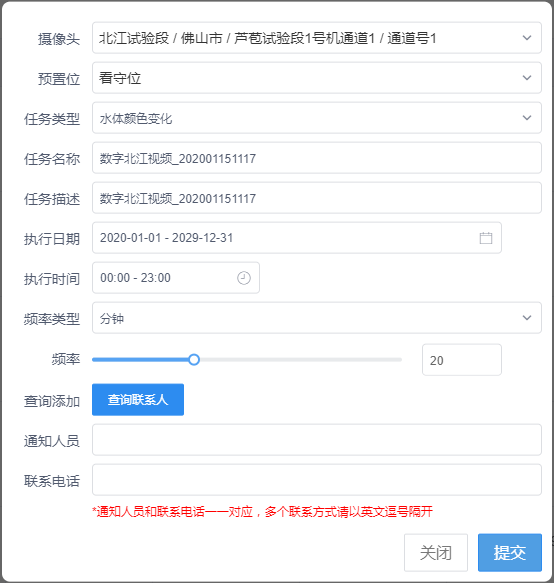 摄像头 北江试验段 / 佛山市 / 芦苞试验段1号机通道1 / 通道号1
预置位 看守位
任务类型 水体颜色变化
任务名称 数字北江视频_202001151117
任务描述 数字北江视频_202001151117
执行日期 2020-01-01 - 2029-12-31
执行时间 00:00 - 23:00
频率类型 分钟
频率 20
查询添加 查询联系人
通知人员
联系电话
*通知人员和联系电话一一对应，多个联系方式请以英文逗号隔开
关闭 提交